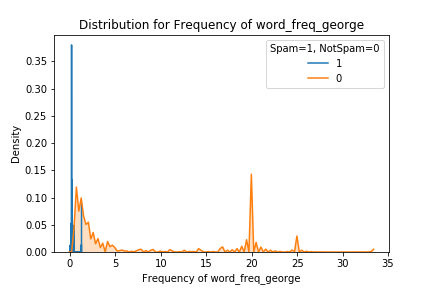 Distribution for Frequency of word_freq_george
Spam=1, NotSpam=0
1
0
Density
0.35
0.30
0.25
0.20
0.15
0.10
0.05
0.00
0 5 10 15 20 25 30 35
Frequency of word_freq_george